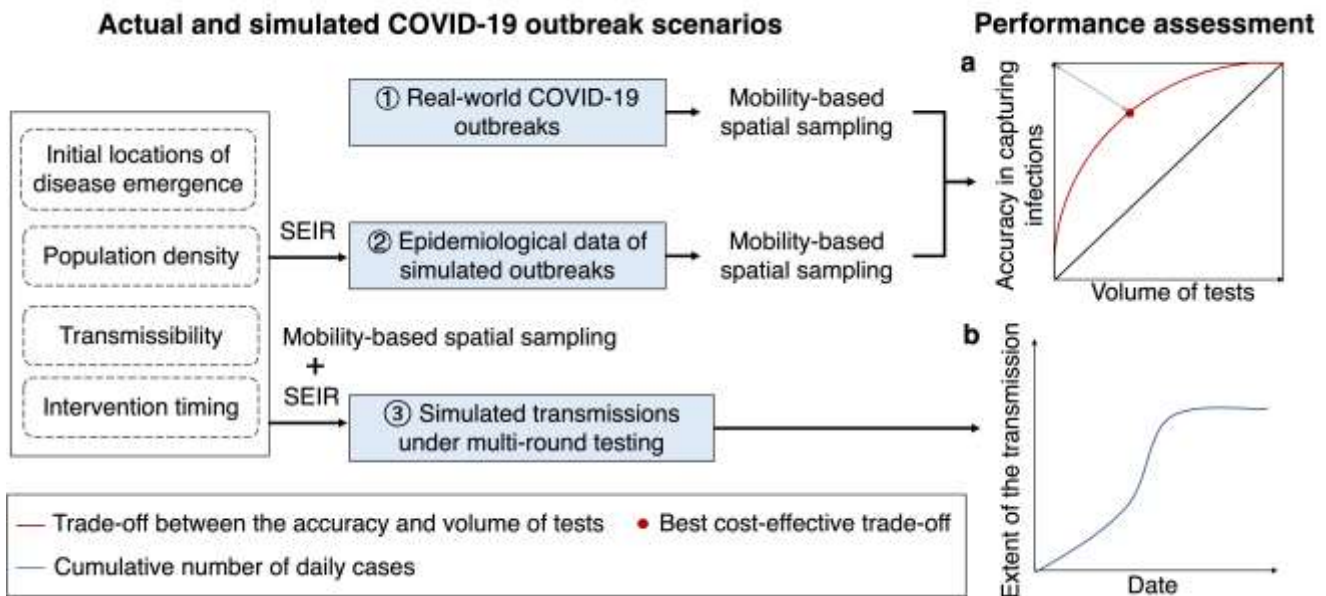 Actual and simulated COVID-19 outbreak scenarios
Performance assessment
Initial locations of
disease emergence
Population density
Transmissibility
Intervention timing
① Real-world COVID-19
outbreaks
Mobility-based
spatial sampling
SEIR
② Epidemiological data of
simulated outbreaks
Mobility-based
spatial sampling
Mobility-based spatial sampling
+
SEIR
③ Simulated transmissions
under multi-round testing
a
Accuracy in capturing
infections
Volume of tests
b
Extent of the transmission
Date
Trade-off between the accuracy and volume of tests
Best cost-effective trade-off
Cumulative number of daily cases